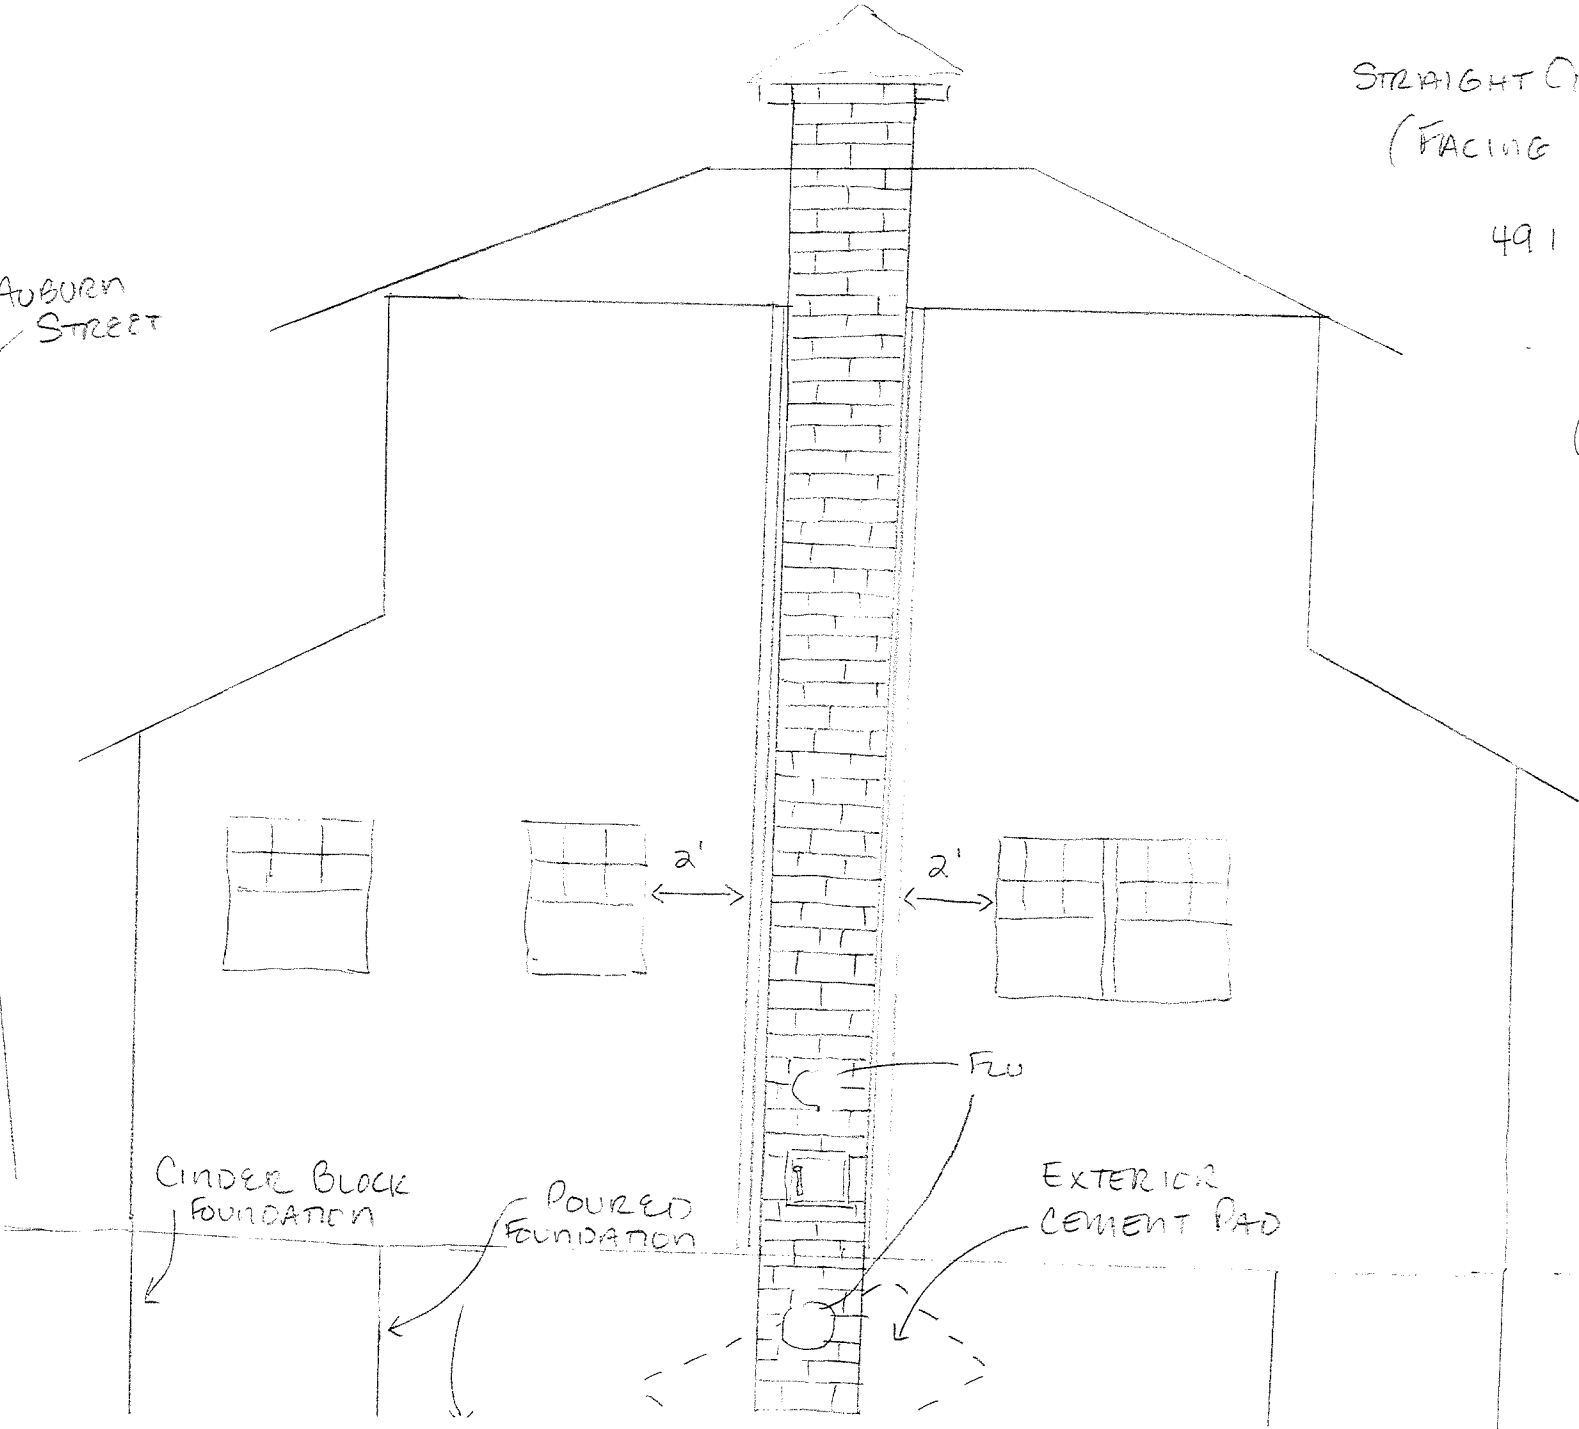 STRAIGHT
(FACING
491
AUBURN
STREET
2'
2'
FLU
CINDER BLOCK
FOUNDATION
POURED
FOUNDATION
EXTERIOR
CEMENT PAD